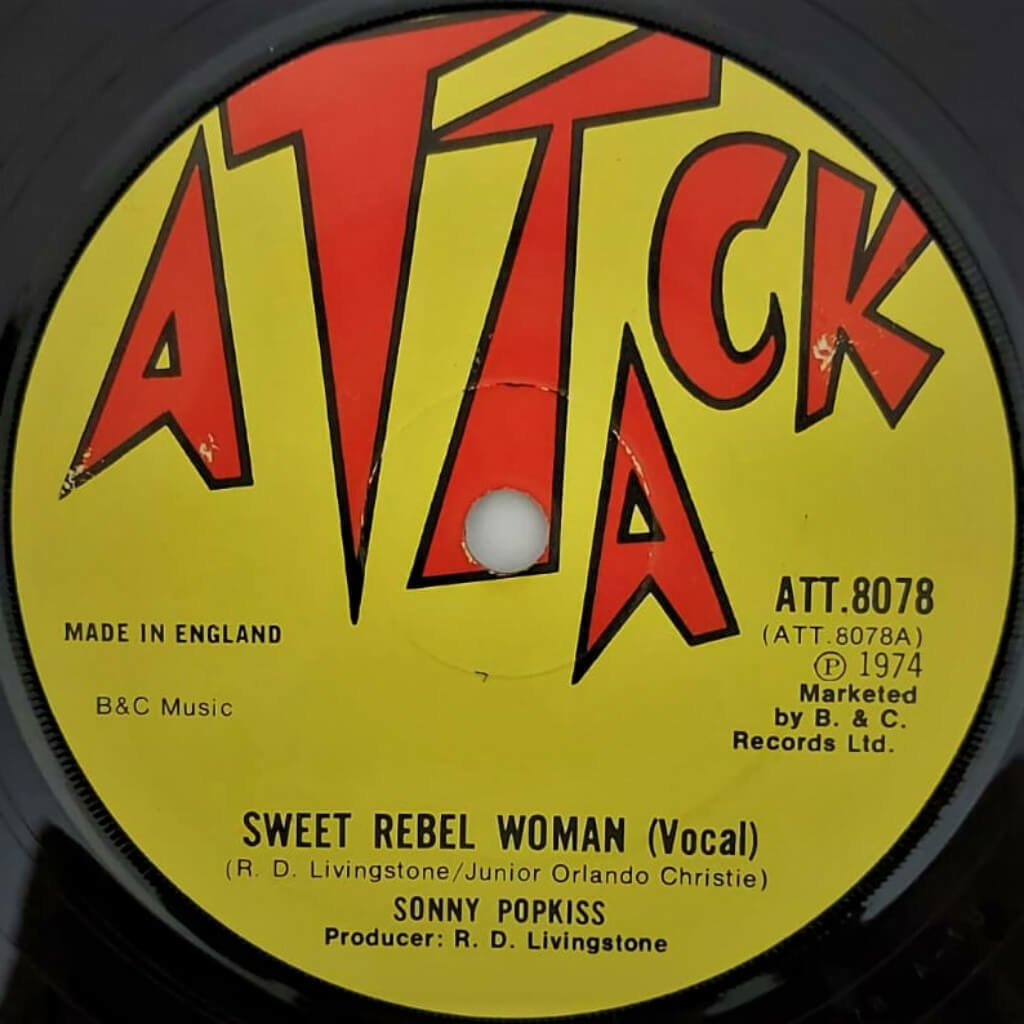 ATTACK
ATT.8078
(ATT.8078A)
Ⓟ 1974
Marketed
by B. & C.
Records Ltd.
MADE IN ENGLAND
B&C Music
SWEET REBEL WOMAN (Vocal)
(R. D. Livingstone/Junior Orlando Christie)
SONNY POPKISS
Producer: R. D. Livingstone